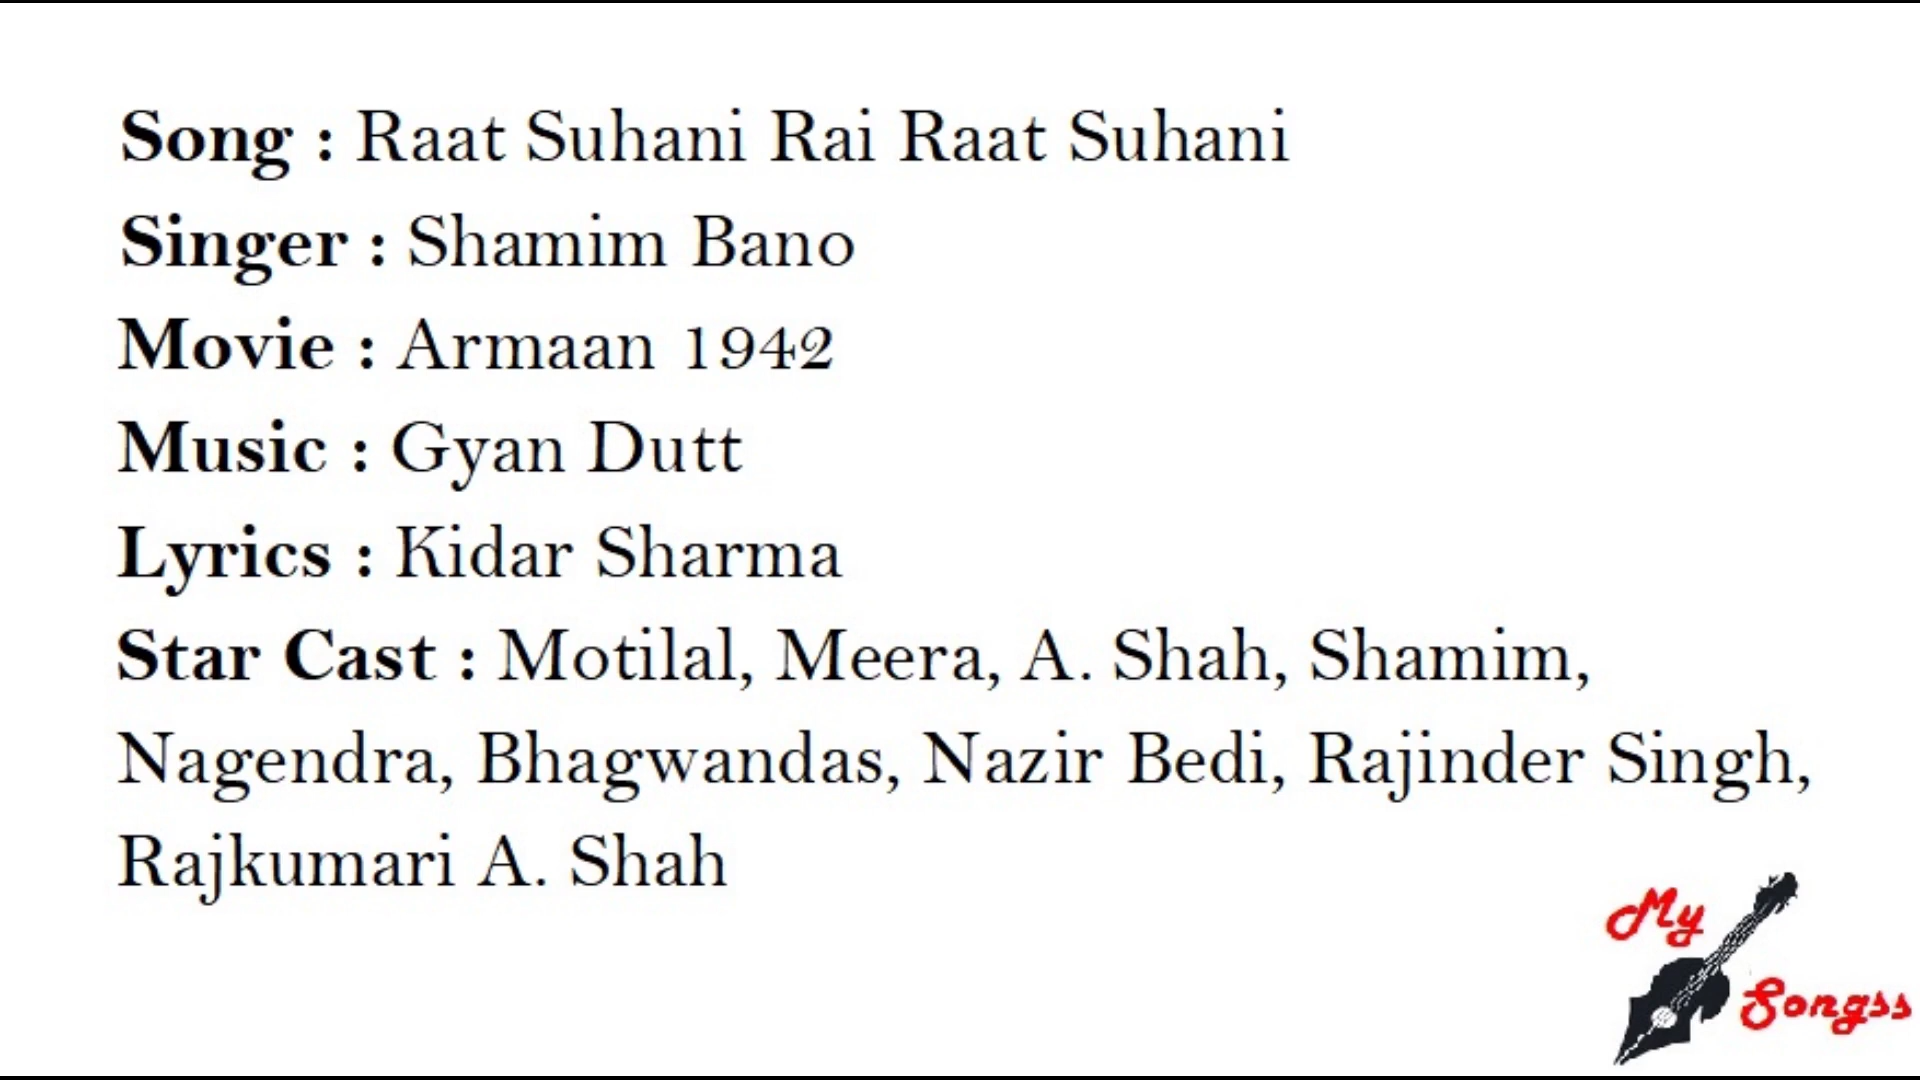 Song : Raat Suhani Rai Raat Suhani
Singer : Shamim Bano
Movie : Armaan 1942
Music : Gyan Dutt
Lyrics : Kidar Sharma
Star Cast : Motilal, Meera, A. Shah, Shamim,
Nagendra, Bhagwandas, Nazir Bedi, Rajinder Singh,
Rajkumari A. Shah
My
Songss